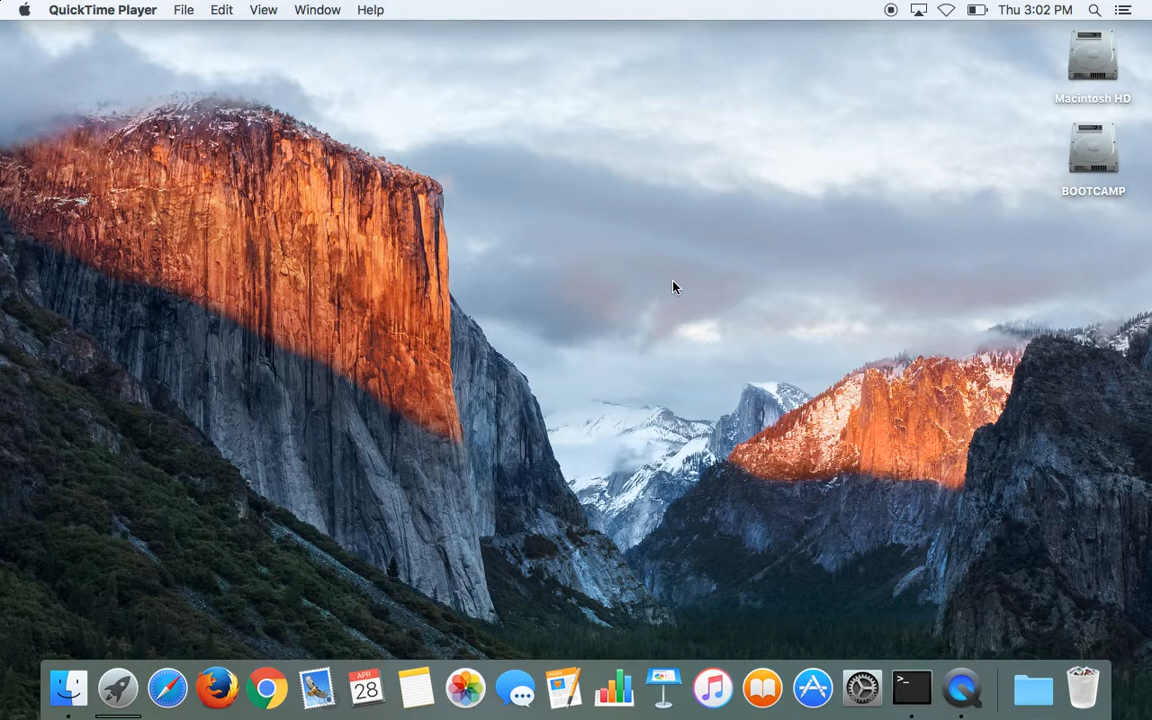 QuickTime Player File Edit View Window Help Thu 3:02 PM
Macintosh HD
BOOTCAMP
APR
28
>_